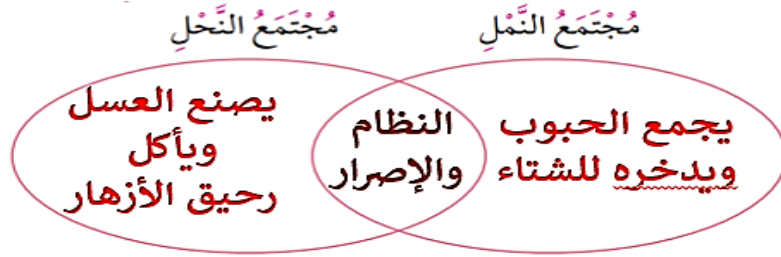 مُجْتَمَعُ النَّمْلِ
مُجْتَمَعُ النَّحْلِ
يجمع الحبوب
ويدخره للشتاء
النظام
والإصرار
يصنع العسل
ويأكل
رحيق الأزهار